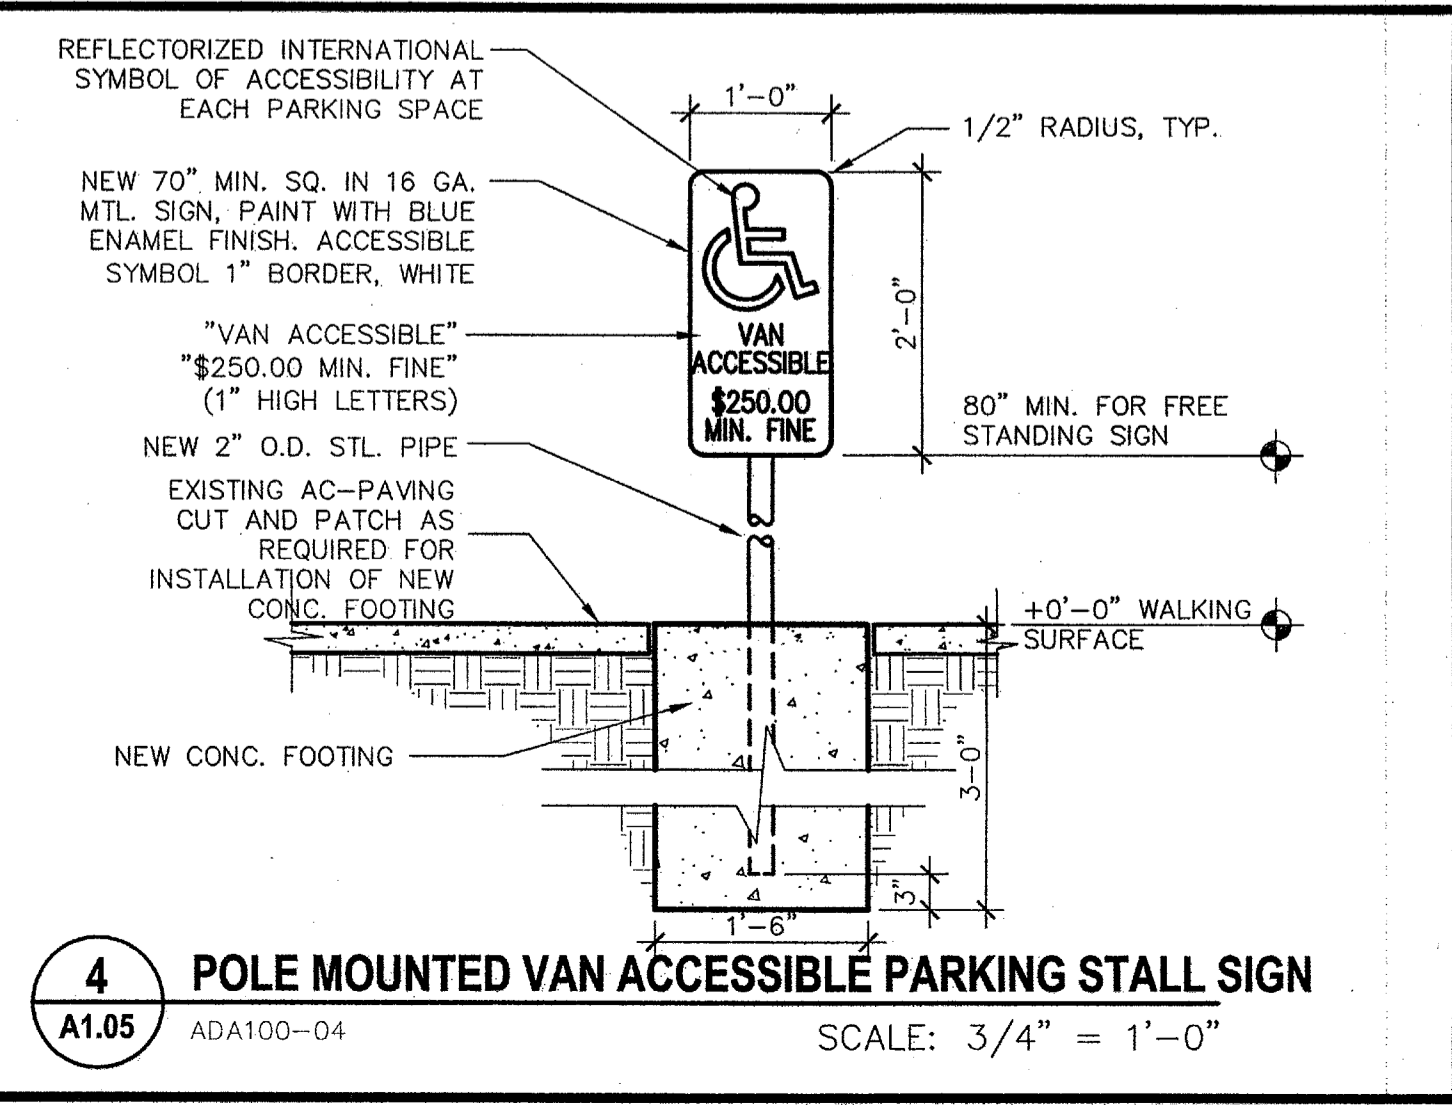 REFLECTORIZED INTERNATIONAL
SYMBOL OF ACCESSIBILITY AT
EACH PARKING SPACE
1'-0"
1/2" RADIUS, TYP.
NEW 70" MIN. SQ. IN 16 GA.
MTL. SIGN, PAINT WITH BLUE
ENAMEL FINISH. ACCESSIBLE
SYMBOL 1" BORDER, WHITE
2'-0"
"VAN ACCESSIBLE"
"$250.00 MIN. FINE"
(1" HIGH LETTERS)
VAN
ACCESSIBLE
$250.00
MIN. FINE
80" MIN. FOR FREE
STANDING SIGN
NEW 2" O.D. STL. PIPE
EXISTING AC-PAVING
CUT AND PATCH AS
REQUIRED FOR
INSTALLATION OF NEW
CONC. FOOTING
+0'-0" WALKING
SURFACE
NEW CONC. FOOTING
3-0"
3"
1'-6"
4
A1.05
POLE MOUNTED VAN ACCESSIBLE PARKING STALL SIGN
ADA100-04
SCALE: 3/4" = 1'-0"